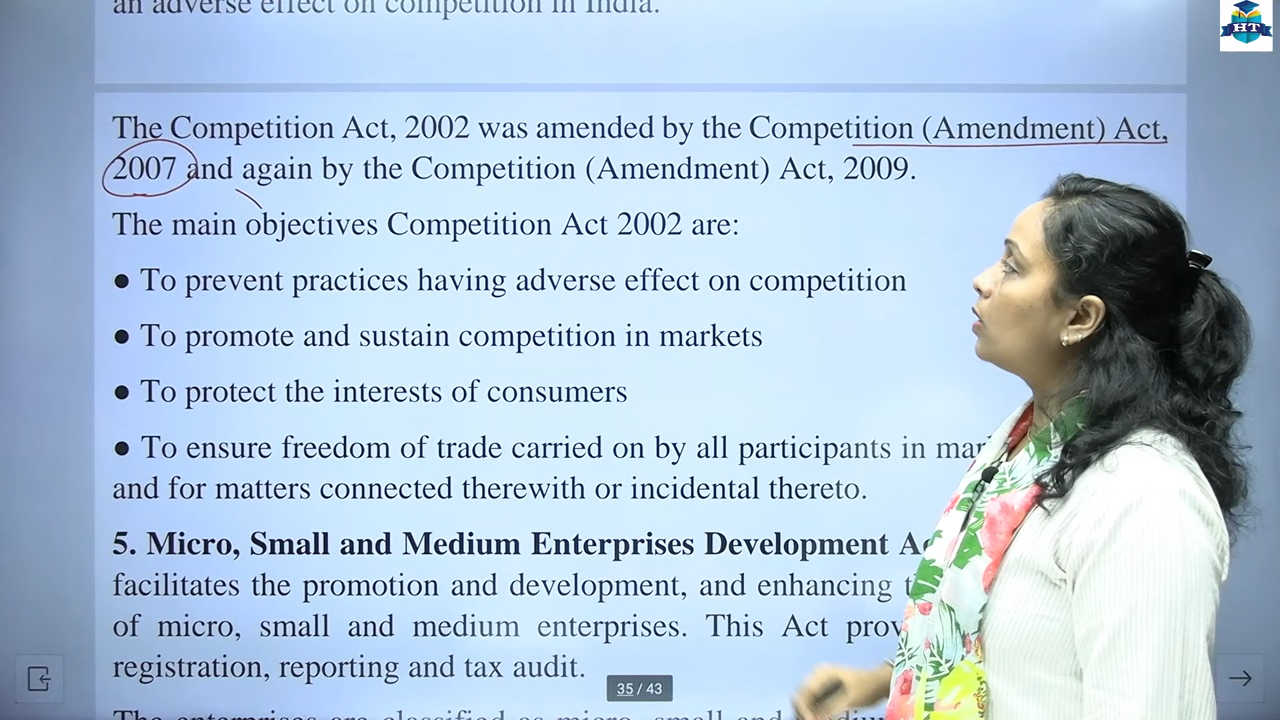 an adverse effect on competition in India.
HT
The Competition Act, 2002 was amended by the Competition (Amendment) Act,
2007 and again by the Competition (Amendment) Act, 2009.
The main objectives Competition Act 2002 are:
● To prevent practices having adverse effect on competition
● To promote and sustain competition in markets
● To protect the interests of consumers
● To ensure freedom of trade carried on by all participants in
and for matters connected therewith or incidental thereto.
5. Micro, Small and Medium Enterprises Development
facilitates the promotion and development, and enhancing
of micro, small and medium enterprises. This Act
registration, reporting and tax audit.
35 / 43
The enterprises are classified as micro, small and